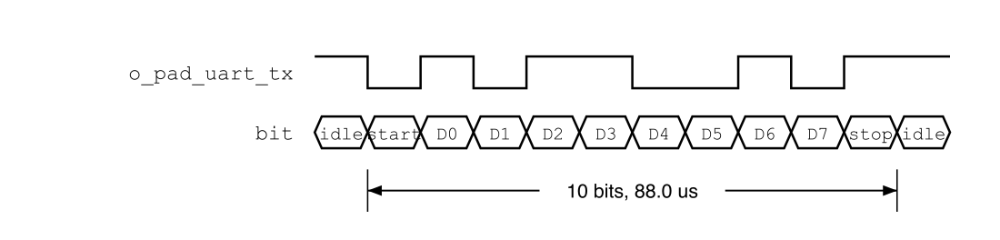 o_pad_uart_tx
bit idle start D0 D1 D2 D3 D4 D5 D6 D7 stop idle
10 bits, 88.0 us